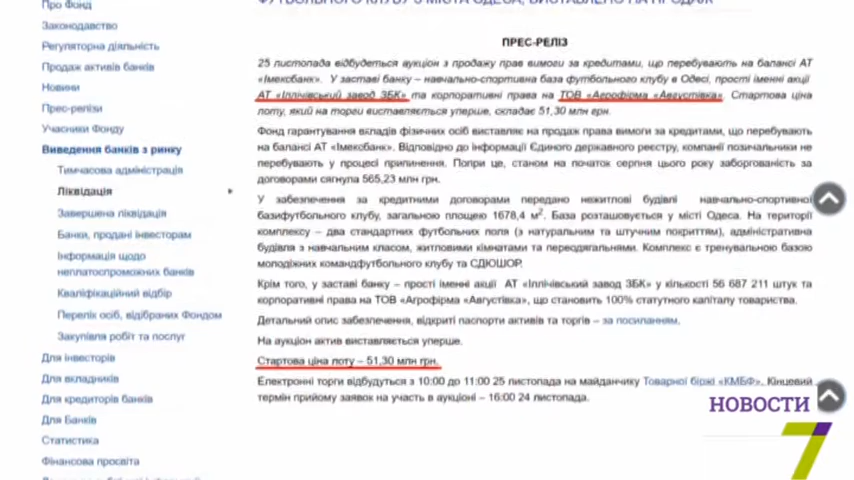 Про Фонд
Законодавство
Регуляторна діяльність
Продаж активів банків
Новини
Прес-релізи
Учасники Фонду
Виведення банків з ринку
Тимчасова адміністрація
Ліквідація
Завершена ліквідація
Банки, продані інвесторам
Інформація щодо
неплатоспроможних банків
Кваліфікаційний відбір
Перелік осіб, відібраних Фондом
Закупівля робіт та послуг
Для інвесторів
Для вкладників
Для кредиторів банків
Для Банків
Статистика
Фінансова просвіта
ФУТБОЛЬНОГО КЛУБУ З МІСТА ОДЕСА, ВИСТАВЛЕНО НА ПРОДАЖ
ПРЕС-РЕЛІЗ
25 листопада відбудеться аукціон з продажу прав вимоги за кредитами, що перебувають на балансі АТ
«Імексбанк». У заставі банку – навчально-спортивна база футбольного клубу в Одесі, прості іменні акції
АТ «Іллічівський завод ЗБК» та корпоративні права на ТОВ «Агрофірма «Августівка». Стартова ціна
лоту, який на торги виставляється уперше, складає 51,30 млн грн.
Фонд гарантування вкладів фізичних осіб виставляє на продаж права вимоги за кредитами, що перебувають
на балансі АТ «Імексбанк». Відповідно до інформації Єдиного державного реєстру, компанії позичальники не
перебувають у процесі припинення. Попри це, станом на початок серпня цього року заборгованість за
договорами сягнула 565,23 млн грн.
У забезпечення за кредитними договорами передано нежитлові будівлі навчально-спортивної
базифутбольного клубу, загальною площею 1678,4 м². База розташовується у місті Одеса. На території
комплексу – два стандартних футбольних поля (з натуральним та штучним покриттям), адміністративна
будівля з навчальним класом, житловими кімнатами та переодягальнями. Комплекс є тренувальною базою
молодіжних командфутбольного клубу та СДЮШОР.
Крім того, у заставі банку – прості іменні акції АТ «Іллічівський завод ЗБК» у кількості 56 687 211 штук та
корпоративні права на ТОВ «Агрофірма «Августівка», що становить 100% статутного капіталу товариства.
Детальний опис забезпечення, відкриті паспорти активів та торгів – за посиланням.
На аукціон актив виставляється уперше.
Стартова ціна лоту – 51,30 млн грн.
Електронні торги відбудуться з 10:00 до 11:00 25 листопада на майданчику Товарної біржі «КМБФ». Кінцевий
термін прийому заявок на участь в аукціоні – 16:00 24 листопада.
НОВОСТИ
7